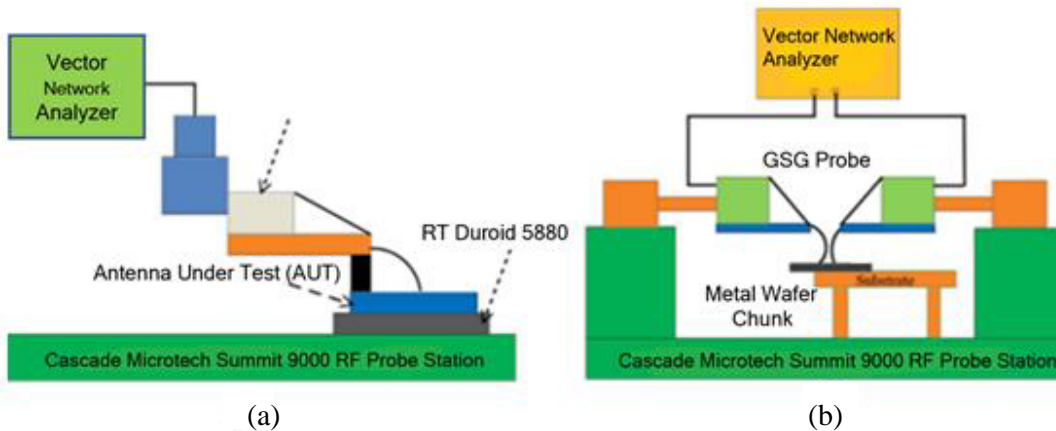 Vector
Network
Analyzer
RT Duroid 5880
Antenna Under Test (AUT)
Cascade Microtech Summit 9000 RF Probe Station
(a)
Vector Network
Analyzer
GSG Probe
Substrate
Metal Wafer
Chunk
Cascade Microtech Summit 9000 RF Probe Station
(b)